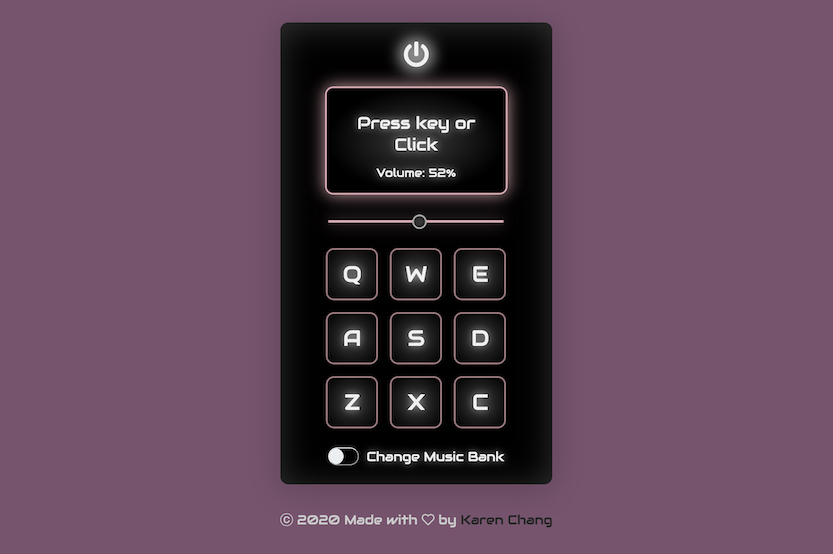 Press key or
Click
Volume: 52%
Q W E
A S D
Z X C
Change Music Bank
© 2020 Made with ♡ by Karen Chang